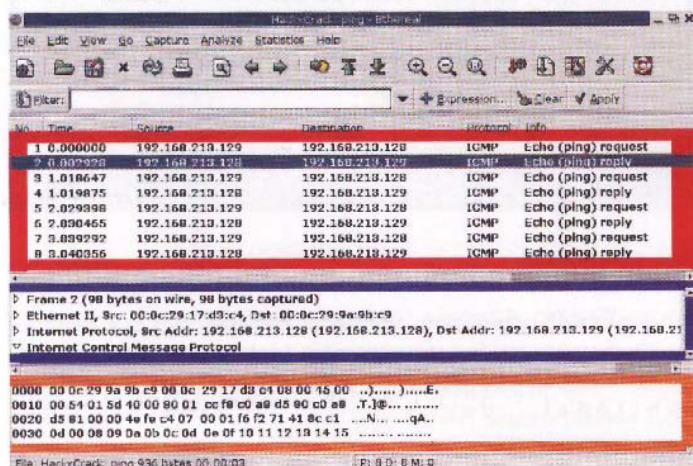 HackxCrack: ping - Ethereal
File Edit View Go Capture Analyze Statistics Help
Filter: Expression... Clear Apply
No. Time Source Destination Protocol Info
1 0.000000 192.168.213.129 192.168.213.128 ICMP Echo (ping) request
2 0.002928 192.168.213.128 192.168.213.129 ICMP Echo (ping) reply
3 1.018647 192.168.213.129 192.168.213.128 ICMP Echo (ping) request
4 1.019875 192.168.213.128 192.168.213.129 ICMP Echo (ping) reply
5 2.029398 192.168.213.129 192.168.213.128 ICMP Echo (ping) request
6 2.030465 192.168.213.128 192.168.213.129 ICMP Echo (ping) reply
7 3.039292 192.168.213.129 192.168.213.128 ICMP Echo (ping) request
8 3.040356 192.168.213.128 192.168.213.129 ICMP Echo (ping) reply
Frame 2 (98 bytes on wire, 98 bytes captured)
Ethernet II, Src: 00:0c:29:17:d3:c4, Dst: 00:0c:29:9a:9b:c9
Internet Protocol, Src Addr: 192.168.213.128 (192.168.213.128), Dst Addr: 192.168.213.129 (192.168.21
Internet Control Message Protocol
0000 00 0c 29 9a 9b c9 00 0c 29 17 d3 c4 08 00 45 00 ..)..... ).....E.
0010 00 54 01 5d 40 00 80 01 cc f8 c0 a8 d5 80 c0 a8 .T.]@... ........
0020 d5 81 00 00 4e fe c4 07 00 01 f6 f2 71 41 8c c1 ....N... ....qA..
0030 0d 00 08 09 0a 0b 0c 0d 0e 0f 10 11 12 13 14 15 ........ ........
File: HackxCrack: ping 936 bytes 00:00:03 P: 8 D: 8 M: 0